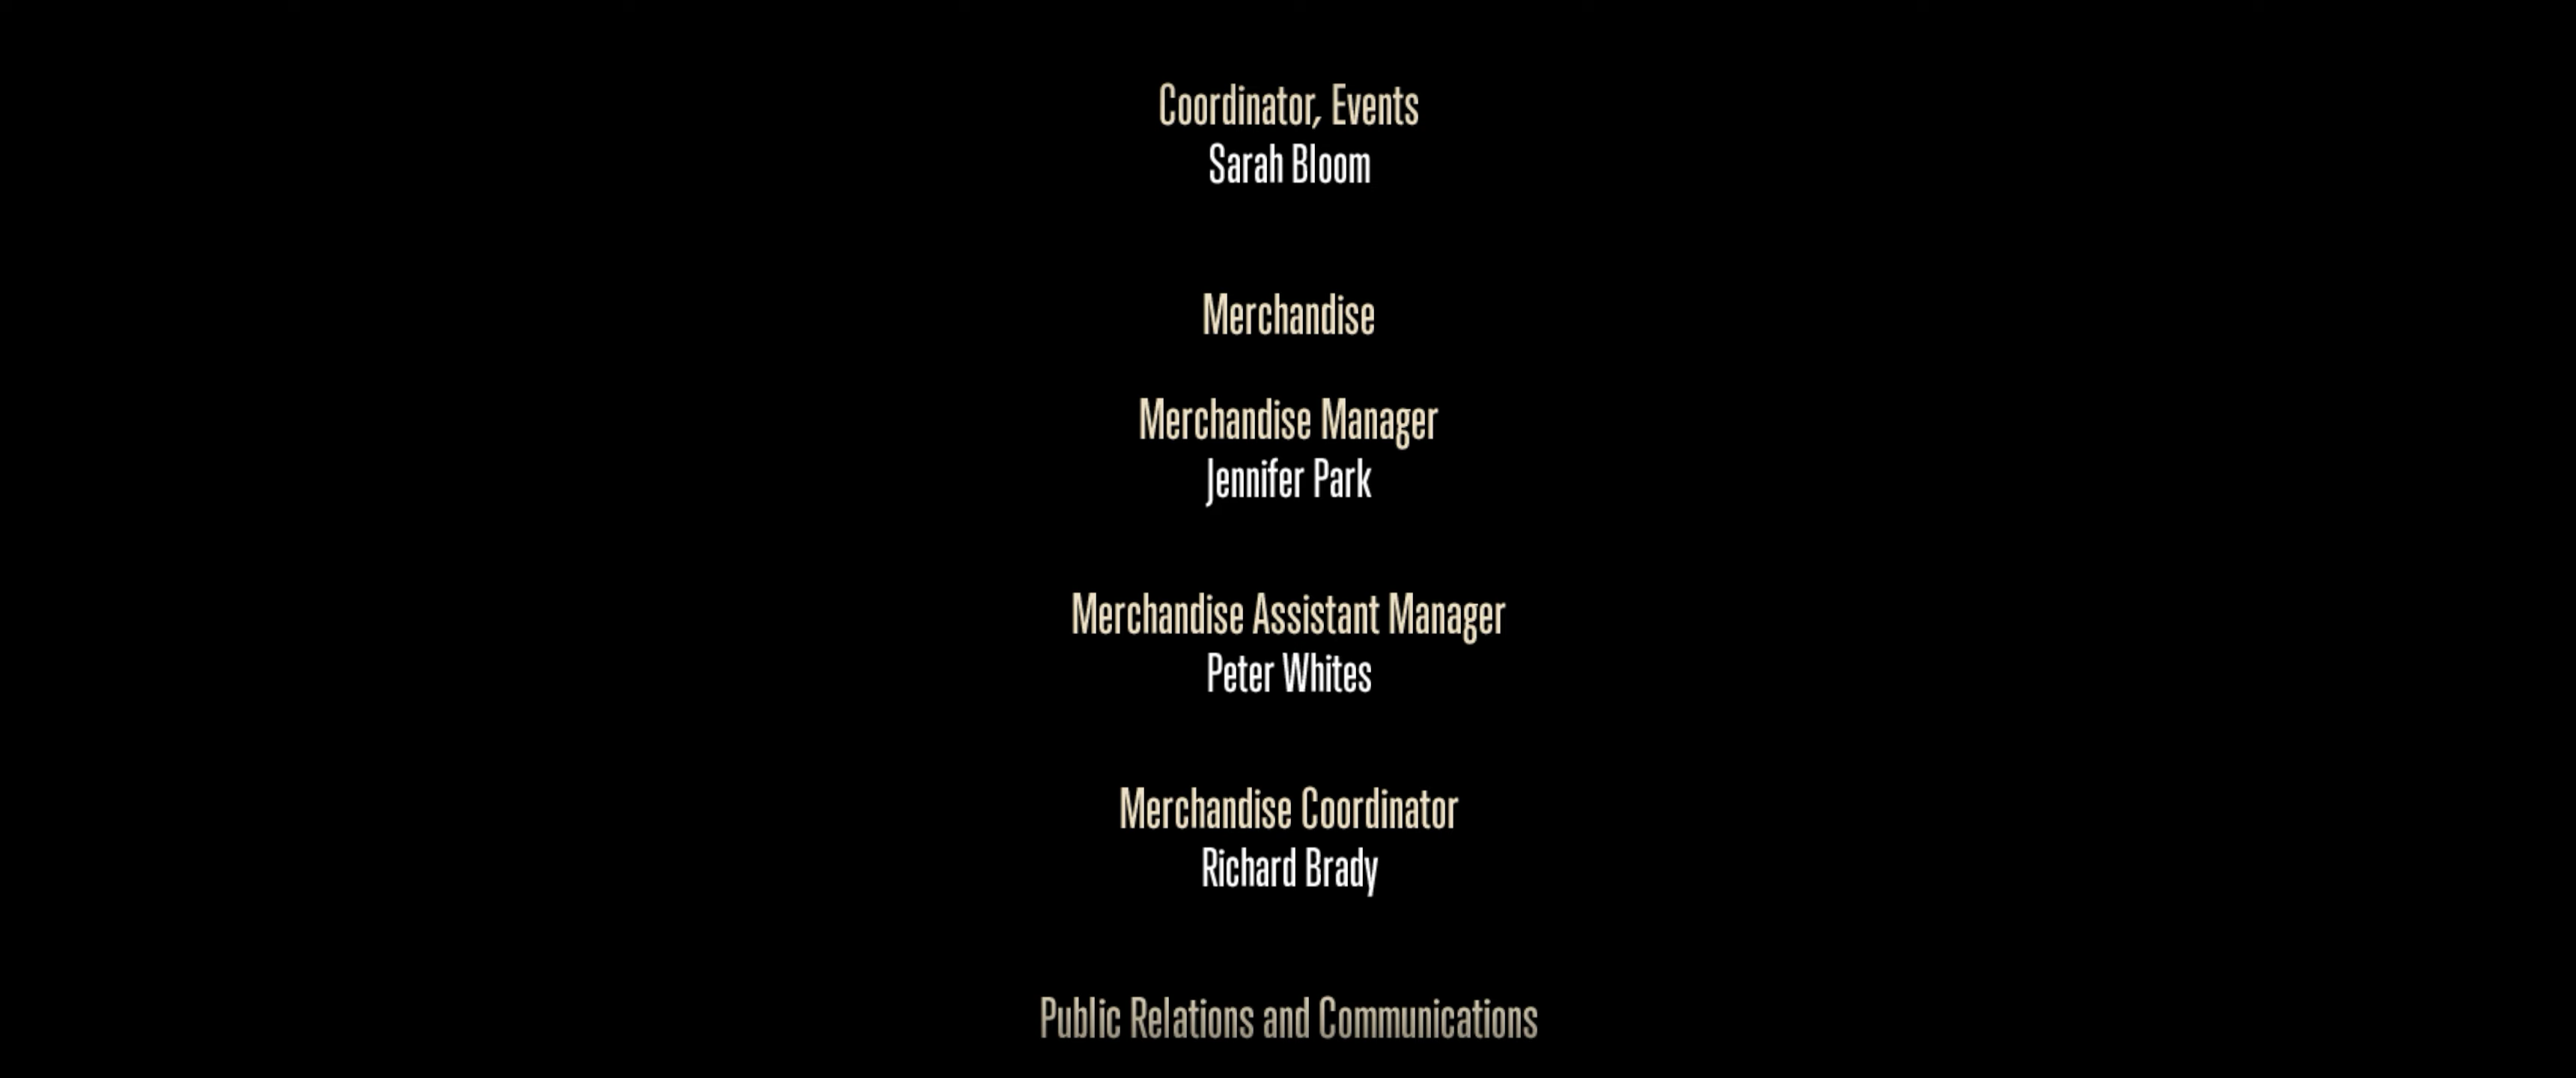 Coordinator, Events
Sarah Bloom
Merchandise
Merchandise Manager
Jennifer Park
Merchandise Assistant Manager
Peter Whites
Merchandise Coordinator
Richard Brady
Public Relations and Communications